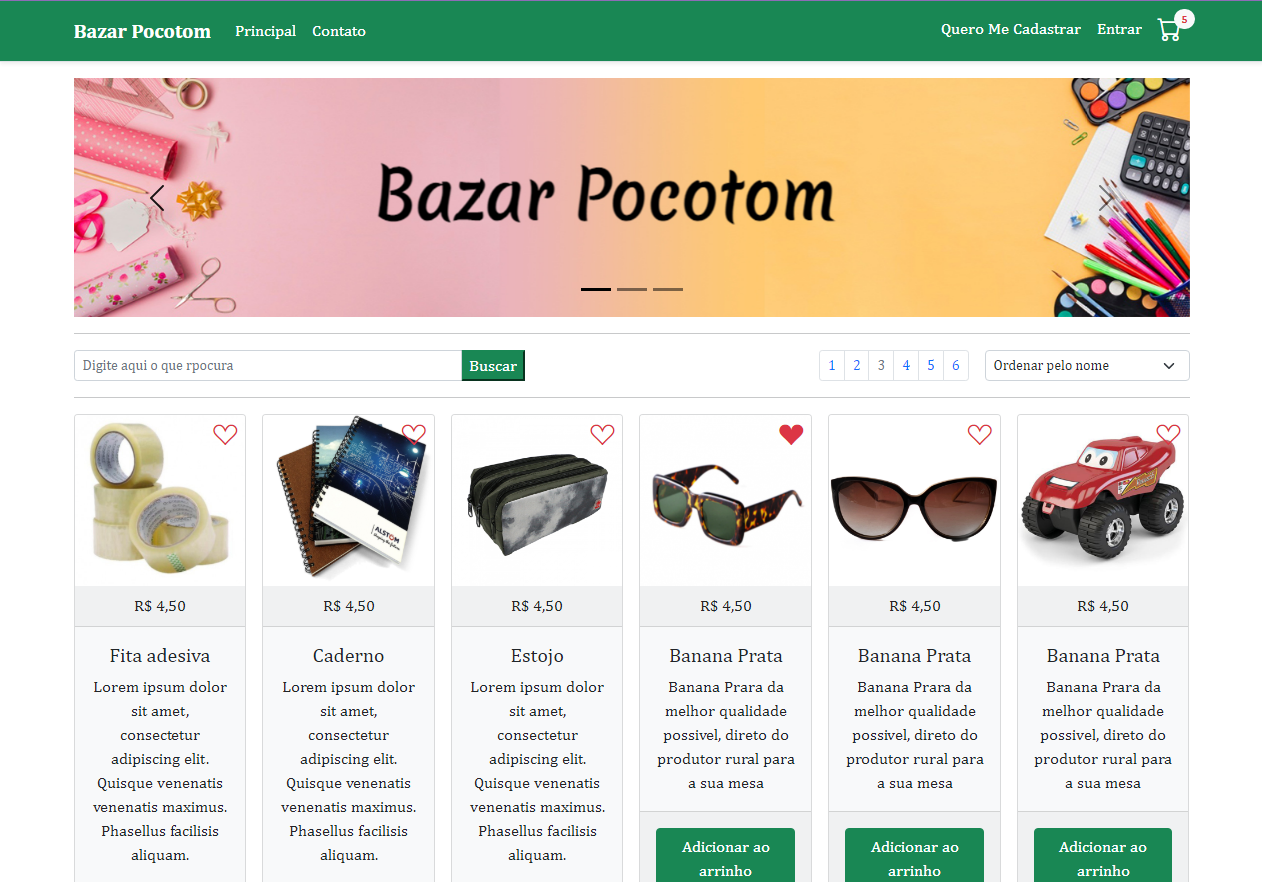 Bazar Pocotom Principal Contato Quero Me Cadastrar Entrar 5
Bazar Pocotom
Digite aqui o que rpocura Buscar 1 2 3 4 5 6 Ordenar pelo nome
ALSTOM
R$ 4,50 R$ 4,50 R$ 4,50 R$ 4,50 R$ 4,50 R$ 4,50
Fita adesiva
Lorem ipsum dolor
sit amet,
consectetur
adipiscing elit.
Quisque venenatis
venenatis maximus.
Phasellus facilisis
aliquam.
Caderno
Lorem ipsum dolor
sit amet,
consectetur
adipiscing elit.
Quisque venenatis
venenatis maximus.
Phasellus facilisis
aliquam.
Estojo
Lorem ipsum dolor
sit amet,
consectetur
adipiscing elit.
Quisque venenatis
venenatis maximus.
Phasellus facilisis
aliquam.
Banana Prata
Banana Prara da
melhor qualidade
possivel, direto do
produtor rural para
a sua mesa
Adicionar ao
arrinho
Banana Prata
Banana Prara da
melhor qualidade
possivel, direto do
produtor rural para
a sua mesa
Adicionar ao
arrinho
Banana Prata
Banana Prara da
melhor qualidade
possivel, direto do
produtor rural para
a sua mesa
Adicionar ao
arrinho